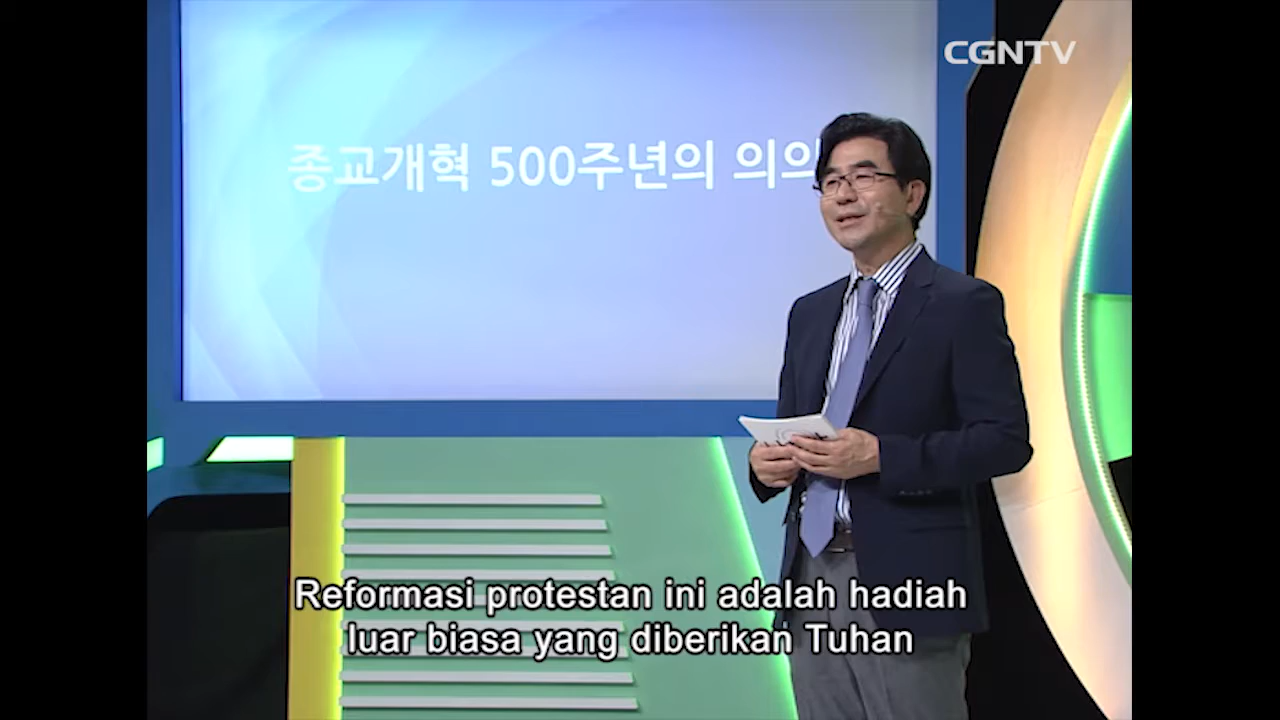 CGNTV
종교개혁 500주년의 의의
Reformasi protestan ini adalah hadiah
luar biasa yang diberikan Tuhan